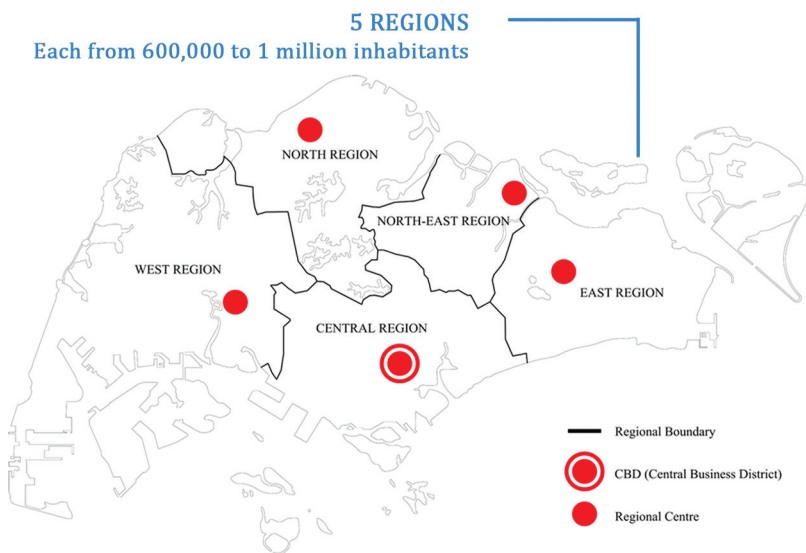 5 REGIONS
Each from 600,000 to 1 million inhabitants
NORTH REGION
NORTH-EAST REGION
WEST REGION
EAST REGION
CENTRAL REGION
Regional Boundary
CBD (Central Business District)
Regional Centre